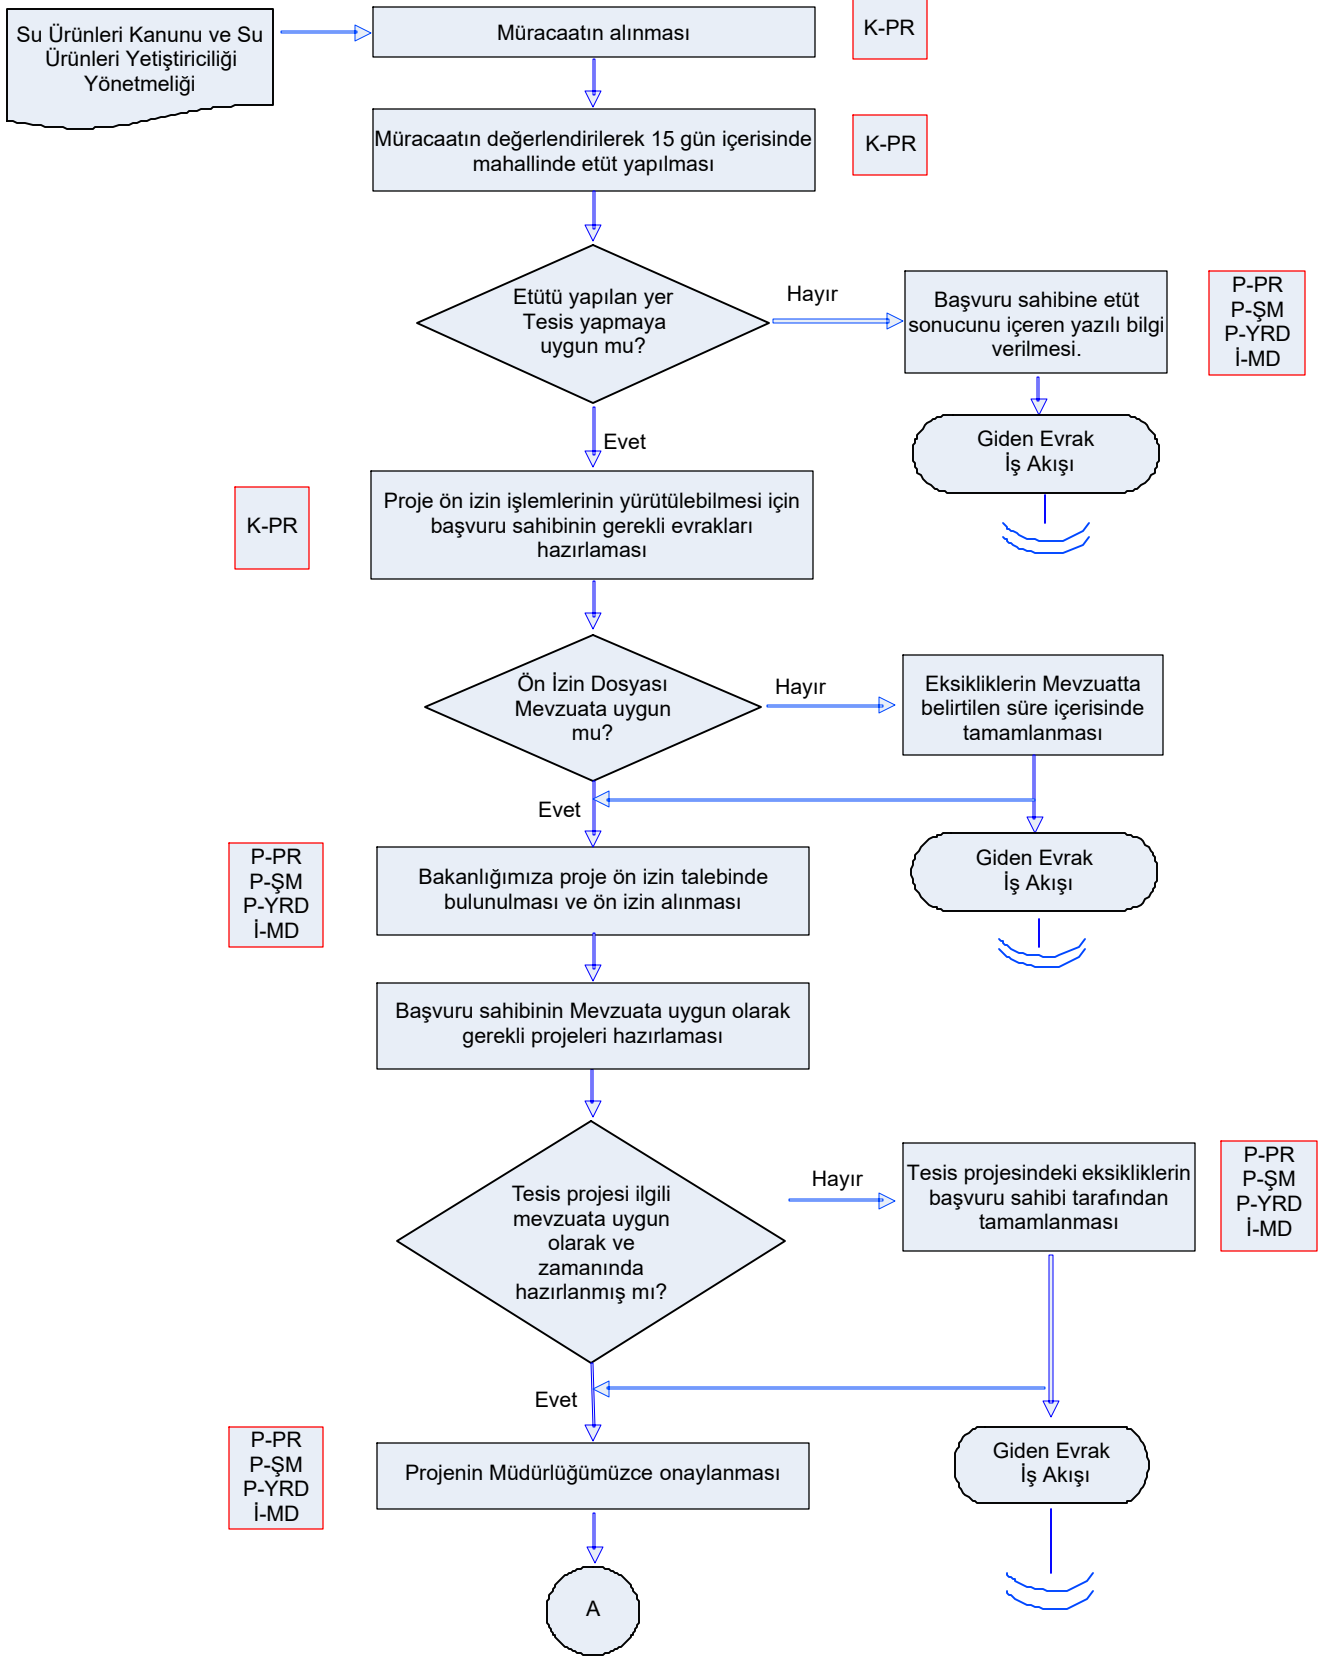 Su Ürünleri Kanunu ve Su
Ürünleri Yetiştiriciliği
Yönetmeliği
Müracaatın alınması
K-PR
Müracaatın değerlendirilerek 15 gün içerisinde
mahallinde etüt yapılması
K-PR
Etütü yapılan yer
Tesis yapmaya
uygun mu?
Hayır
Başvuru sahibine etüt
sonucunu içeren yazılı bilgi
verilmesi.
P-PR
P-ŞM
P-YRD
İ-MD
Evet
Giden Evrak
İş Akışı
K-PR
Proje ön izin işlemlerinin yürütülebilmesi için
başvuru sahibinin gerekli evrakları
hazırlaması
Ön İzin Dosyası
Mevzuata uygun
mu?
Hayır
Eksikliklerin Mevzuatta
belirtilen süre içerisinde
tamamlanması
Evet
Giden Evrak
İş Akışı
P-PR
P-ŞM
P-YRD
İ-MD
Bakanlığımıza proje ön izin talebinde
bulunulması ve ön izin alınması
Başvuru sahibinin Mevzuata uygun olarak
gerekli projeleri hazırlaması
Tesis projesi ilgili
mevzuata uygun
olarak ve
zamanında
hazırlanmış mı?
Hayır
Tesis projesindeki eksikliklerin
başvuru sahibi tarafından
tamamlanması
P-PR
P-ŞM
P-YRD
İ-MD
Evet
Giden Evrak
İş Akışı
P-PR
P-ŞM
P-YRD
İ-MD
Projenin Müdürlüğümüzce onaylanması
A